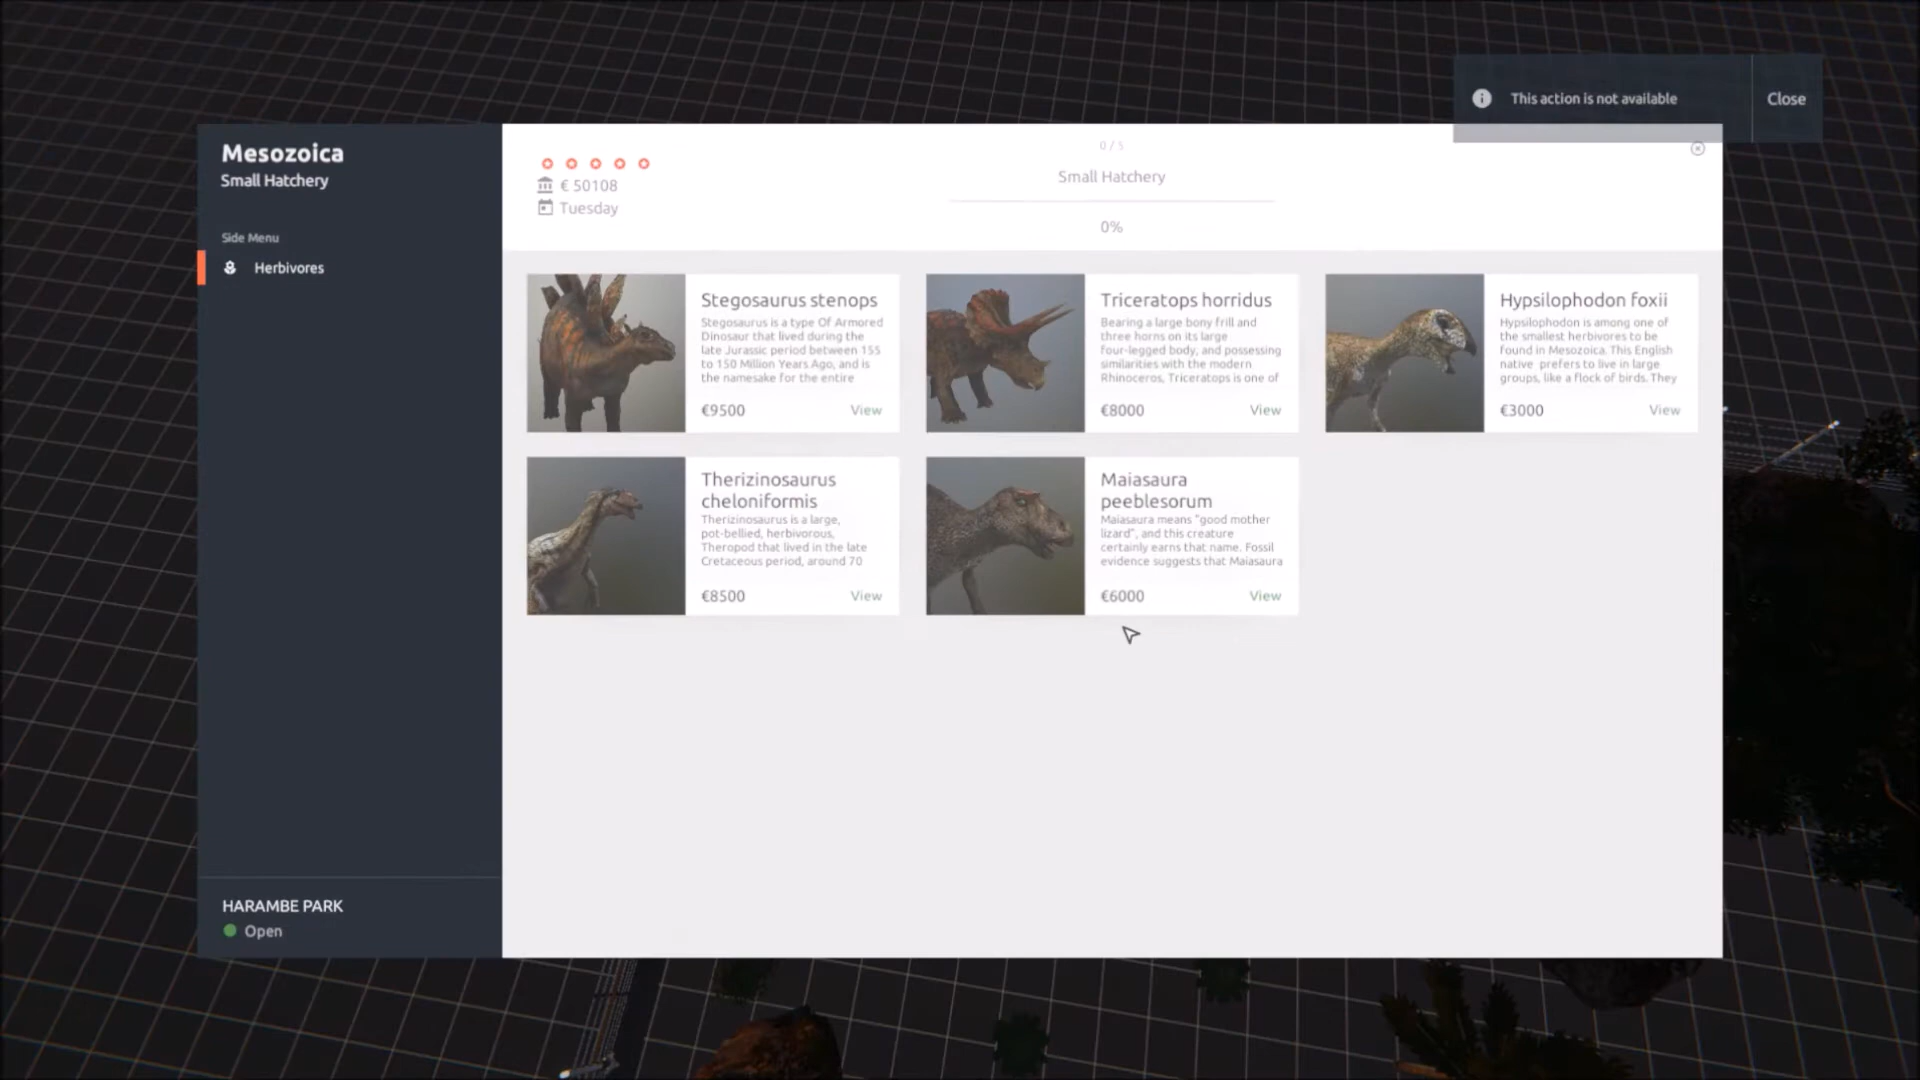 This action is not available
Close
Mesozoica
Small Hatchery
Side Menu
Herbivores
€ 50108
Tuesday
0 / 5
Small Hatchery
0%
Stegosaurus stenops
Stegosaurus is a type Of Armored
Dinosaur that lived during the
late Jurassic period between 155
to 150 Million Years Ago, and is
the namesake for the entire
€9500
View
Triceratops horridus
Bearing a large bony frill and
three horns on its large
four-legged body, and possessing
similarities with the modern
Rhinoceros, Triceratops is one of
€8000
View
Hypsilophodon foxii
Hypsilophodon is among one of
the smallest herbivores to be
found in Mesozoica. This English
native prefers to live in large
groups, like a flock of birds. They
€3000
View
Therizinosaurus
cheloniformis
Therizinosaurus is a large,
pot-bellied, herbivorous,
Theropod that lived in the late
Cretaceous period, around 70
€8500
View
Maiasaura
peeblesorum
Maiasaura means "good mother
lizard", and this creature
certainly earns that name. Fossil
evidence suggests that Maiasaura
€6000
View
HARAMBE PARK
Open